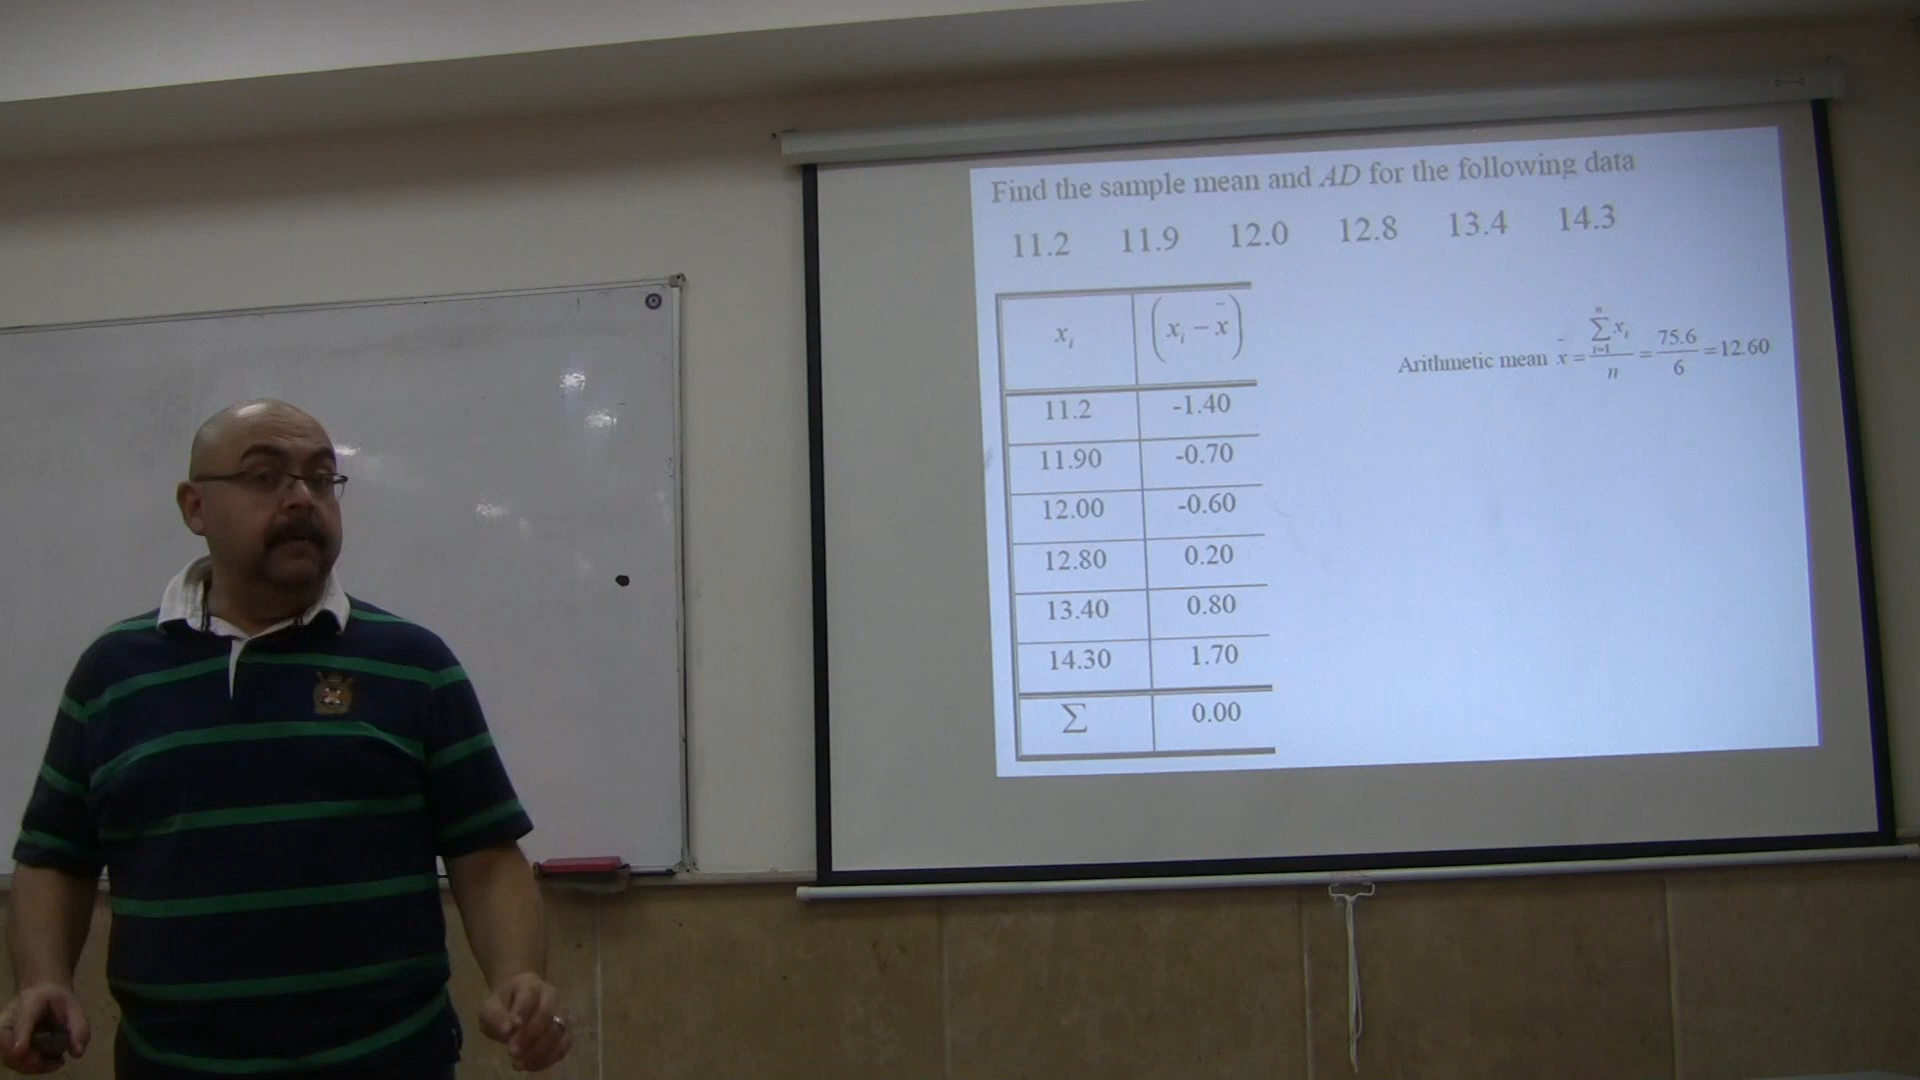 Find the sample mean and AD for the following data
11.2 11.9 12.0 12.8 13.4 14.3
xᵢ (xᵢ − x̄)
Arithmetic mean x̄ = ∑ⁿᵢ₌₁ xᵢ / n = 75.6 / 6 = 12.60
11.2 -1.40
11.90 -0.70
12.00 -0.60
12.80 0.20
13.40 0.80
14.30 1.70
∑ 0.00